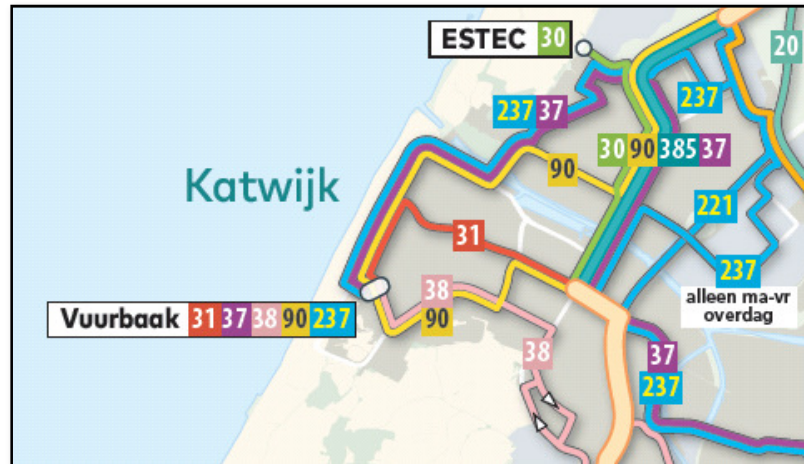 ESTEC 30
20
237 37
237
30 90 385 37
90
Katwijk
221
31
237
38
alleen ma-vr
overdag
Vuurbaak 31 37 38 90 237
90
38
37
237